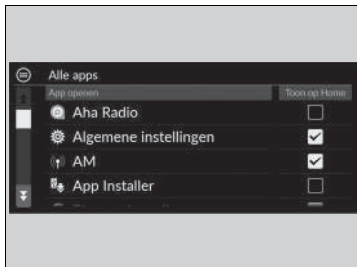 Alle apps
App openen Toon op Home
Aha Radio
Algemene instellingen
AM
App Installer